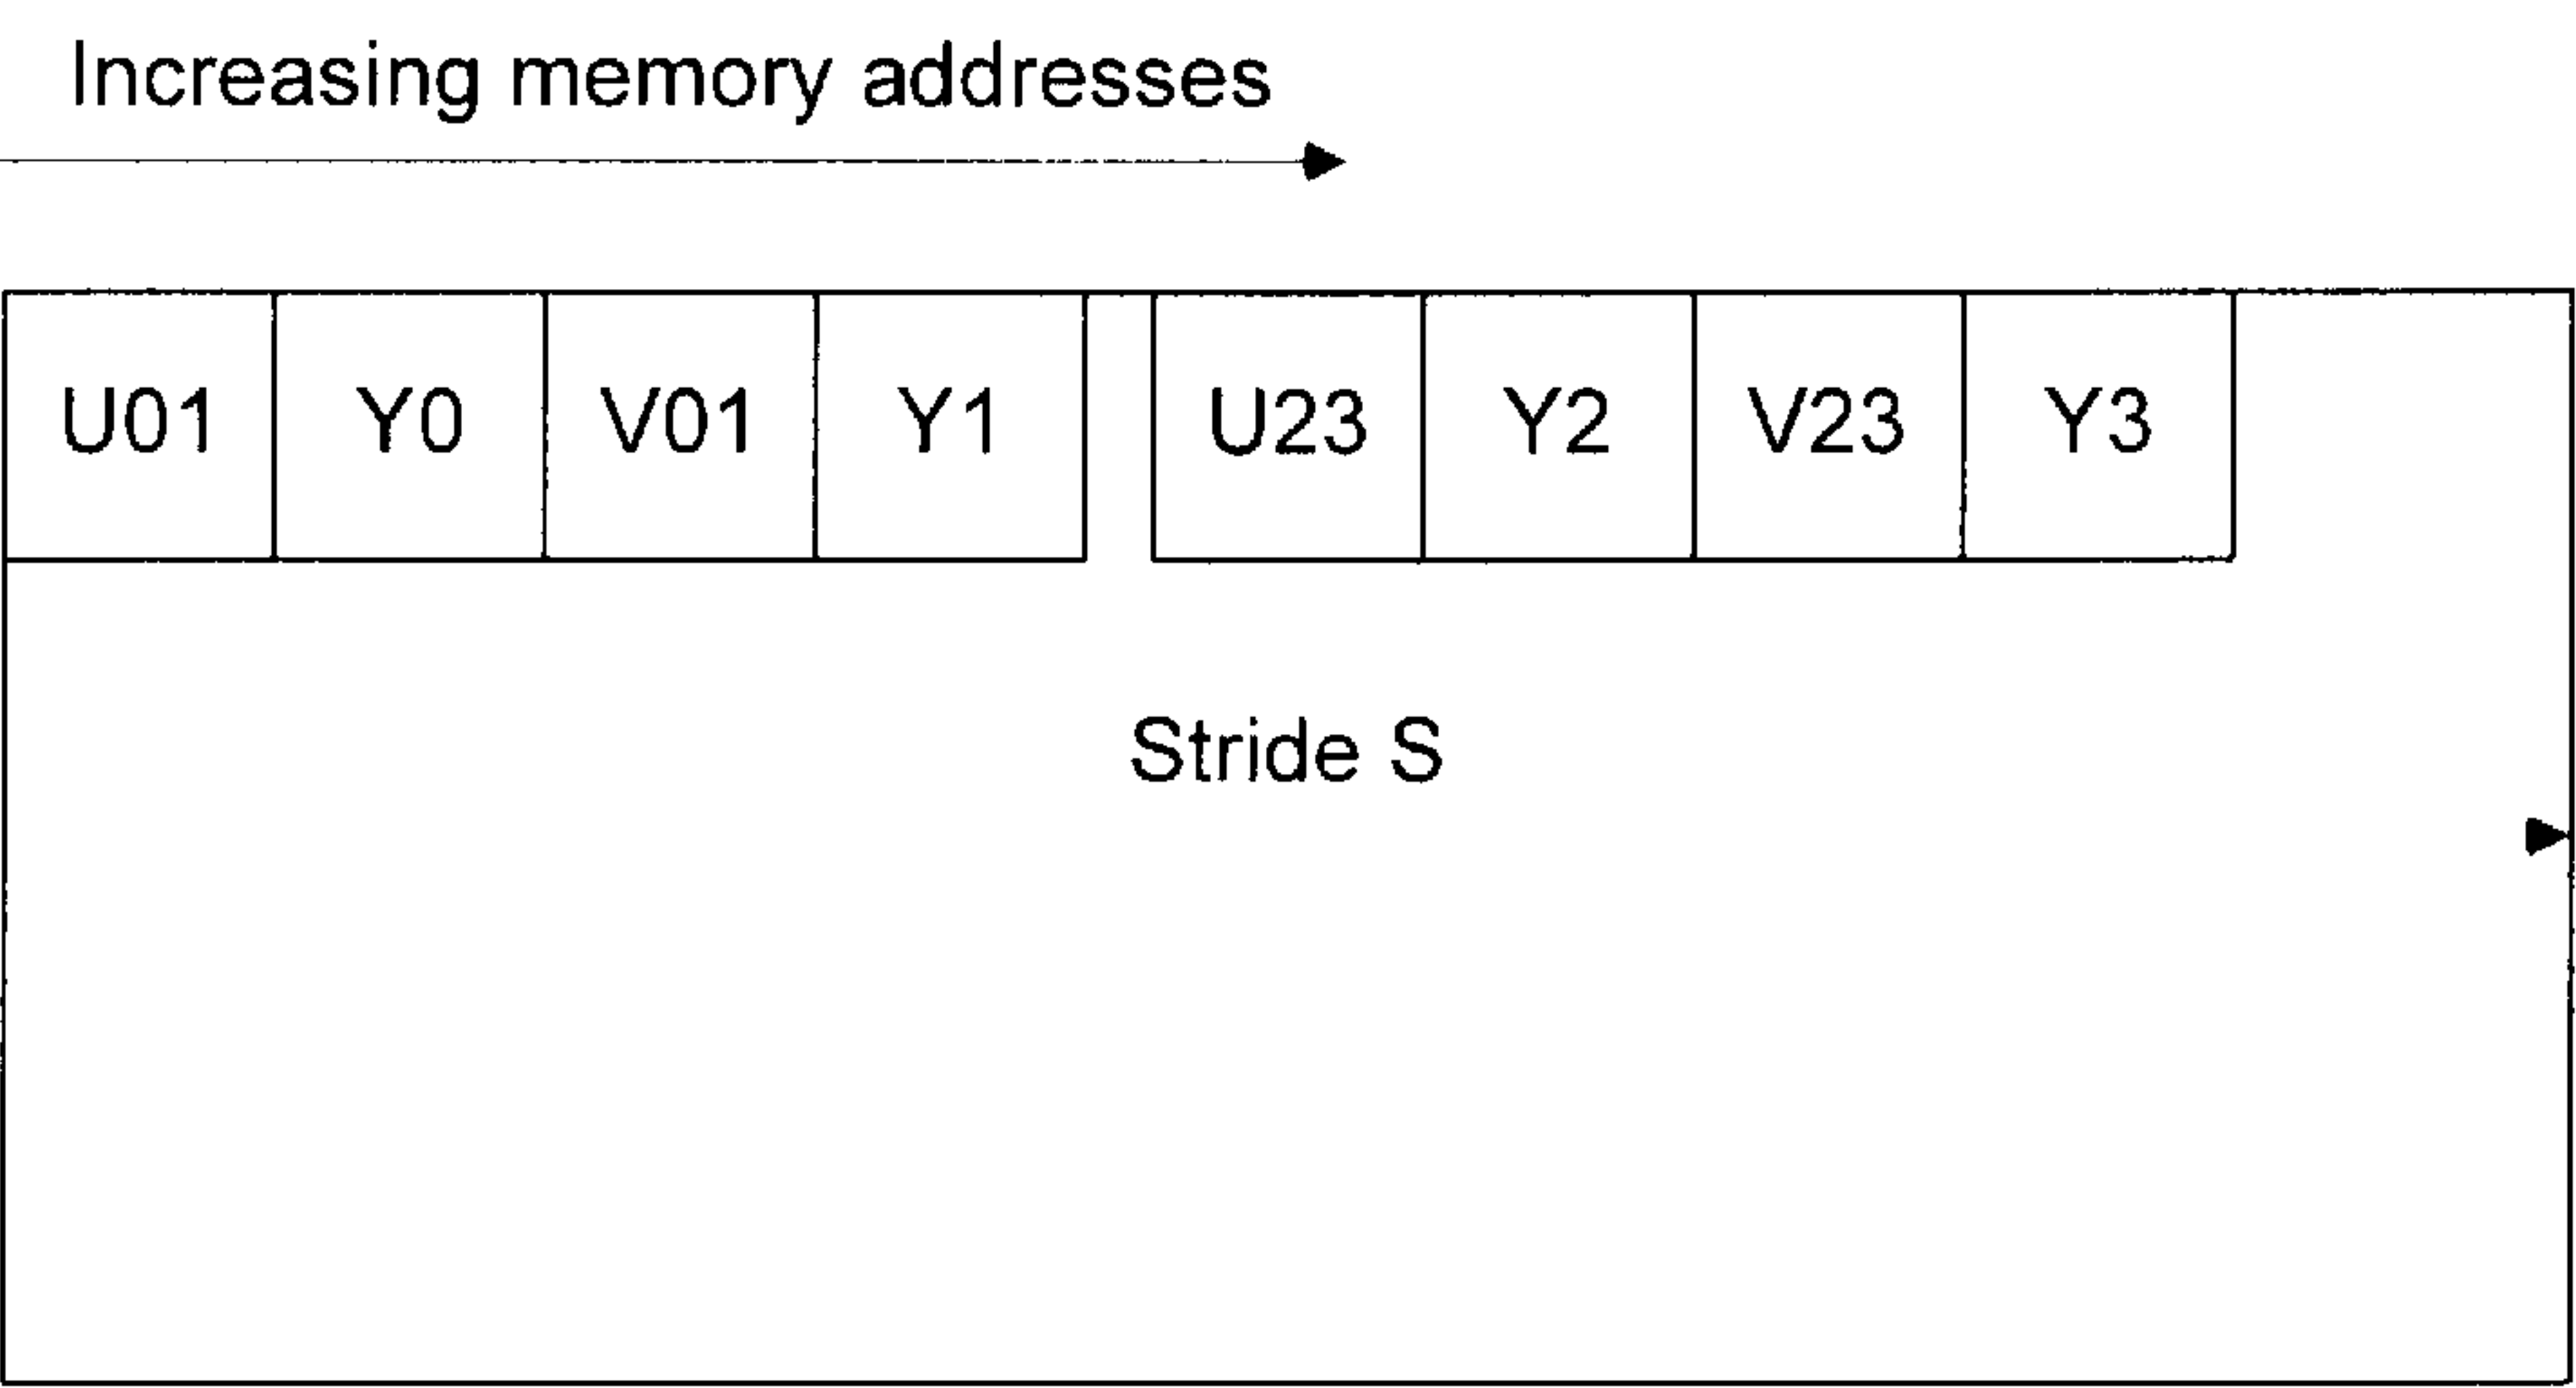 Increasing memory addresses
U01 Y0 V01 Y1 U23 Y2 V23 Y3
Stride S